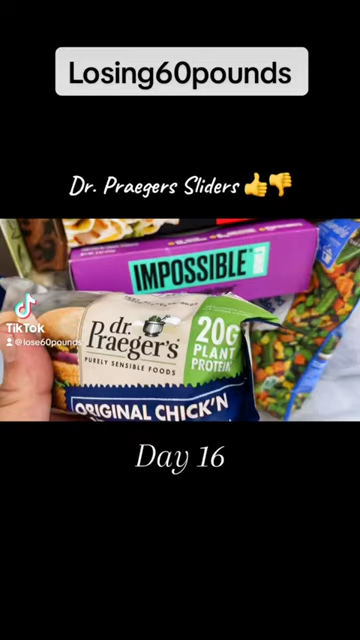 Losing60pounds
Dr. Praegers Sliders 👍👎
IMPOSSIBLE
TikTok
@lose60pounds
dr.
Praeger's
PURELY SENSIBLE FOODS
20G
PLANT
PROTEIN
ORIGINAL CHICK'N
Day 16